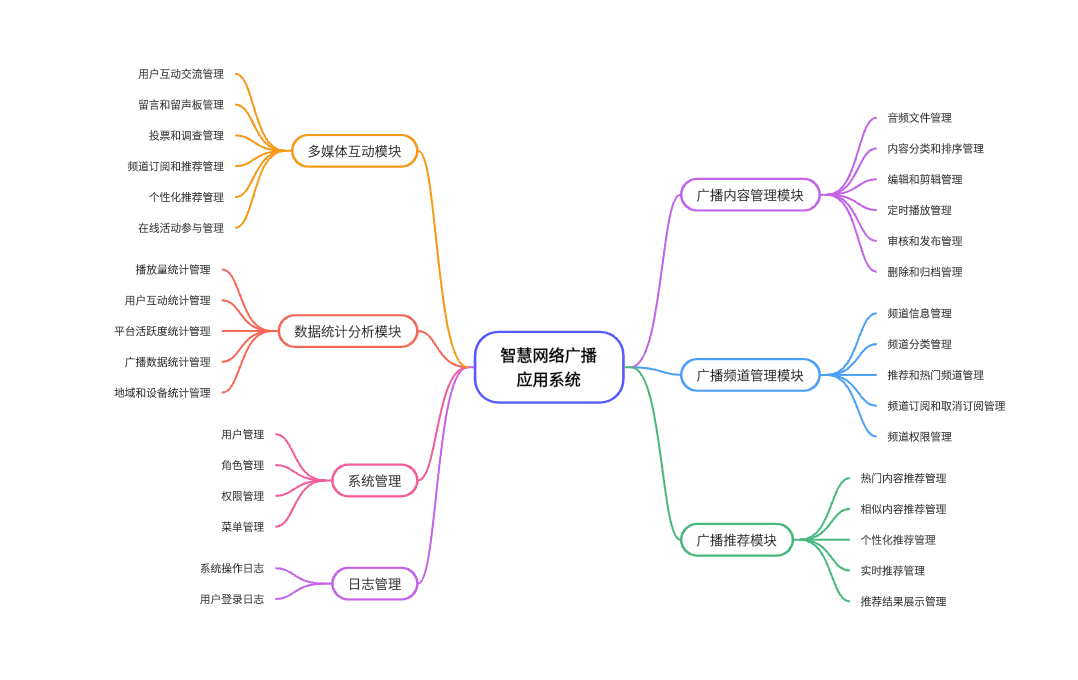 智慧网络广播
应用系统
多媒体互动模块
用户互动交流管理
留言和留声板管理
投票和调查管理
频道订阅和推荐管理
个性化推荐管理
在线活动参与管理
数据统计分析模块
播放量统计管理
用户互动统计管理
平台活跃度统计管理
广播数据统计管理
地域和设备统计管理
系统管理
用户管理
角色管理
权限管理
菜单管理
日志管理
系统操作日志
用户登录日志
广播内容管理模块
音频文件管理
内容分类和排序管理
编辑和剪辑管理
定时播放管理
审核和发布管理
删除和归档管理
广播频道管理模块
频道信息管理
频道分类管理
推荐和热门频道管理
频道订阅和取消订阅管理
频道权限管理
广播推荐模块
热门内容推荐管理
相似内容推荐管理
个性化推荐管理
实时推荐管理
推荐结果展示管理